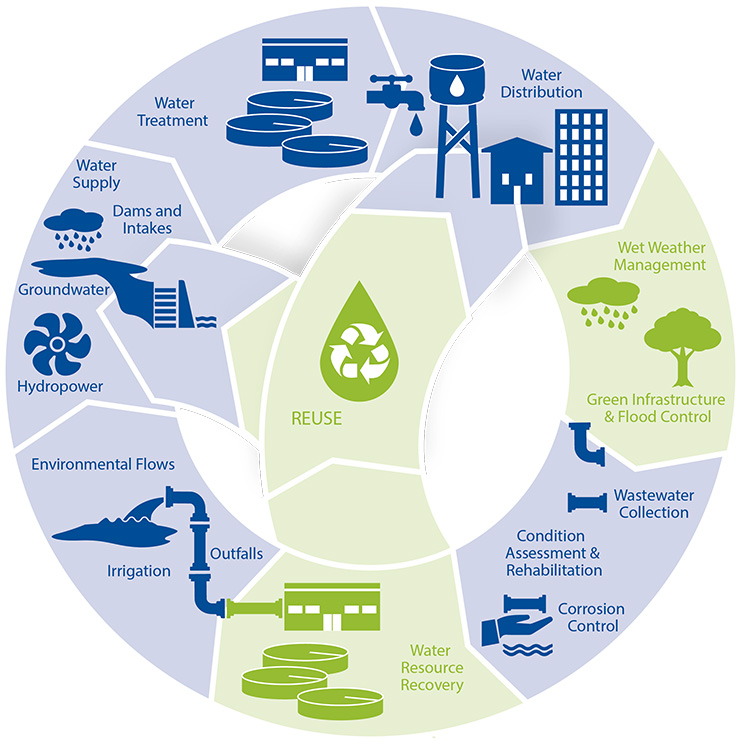 Water
Treatment
Water
Distribution
Water
Supply
Dams and
Intakes
Groundwater
Hydropower
Wet Weather
Management
Green Infrastructure
& Flood Control
REUSE
Environmental Flows
Outfalls
Irrigation
Wastewater
Collection
Condition
Assessment &
Rehabilitation
Corrosion
Control
Water
Resource
Recovery